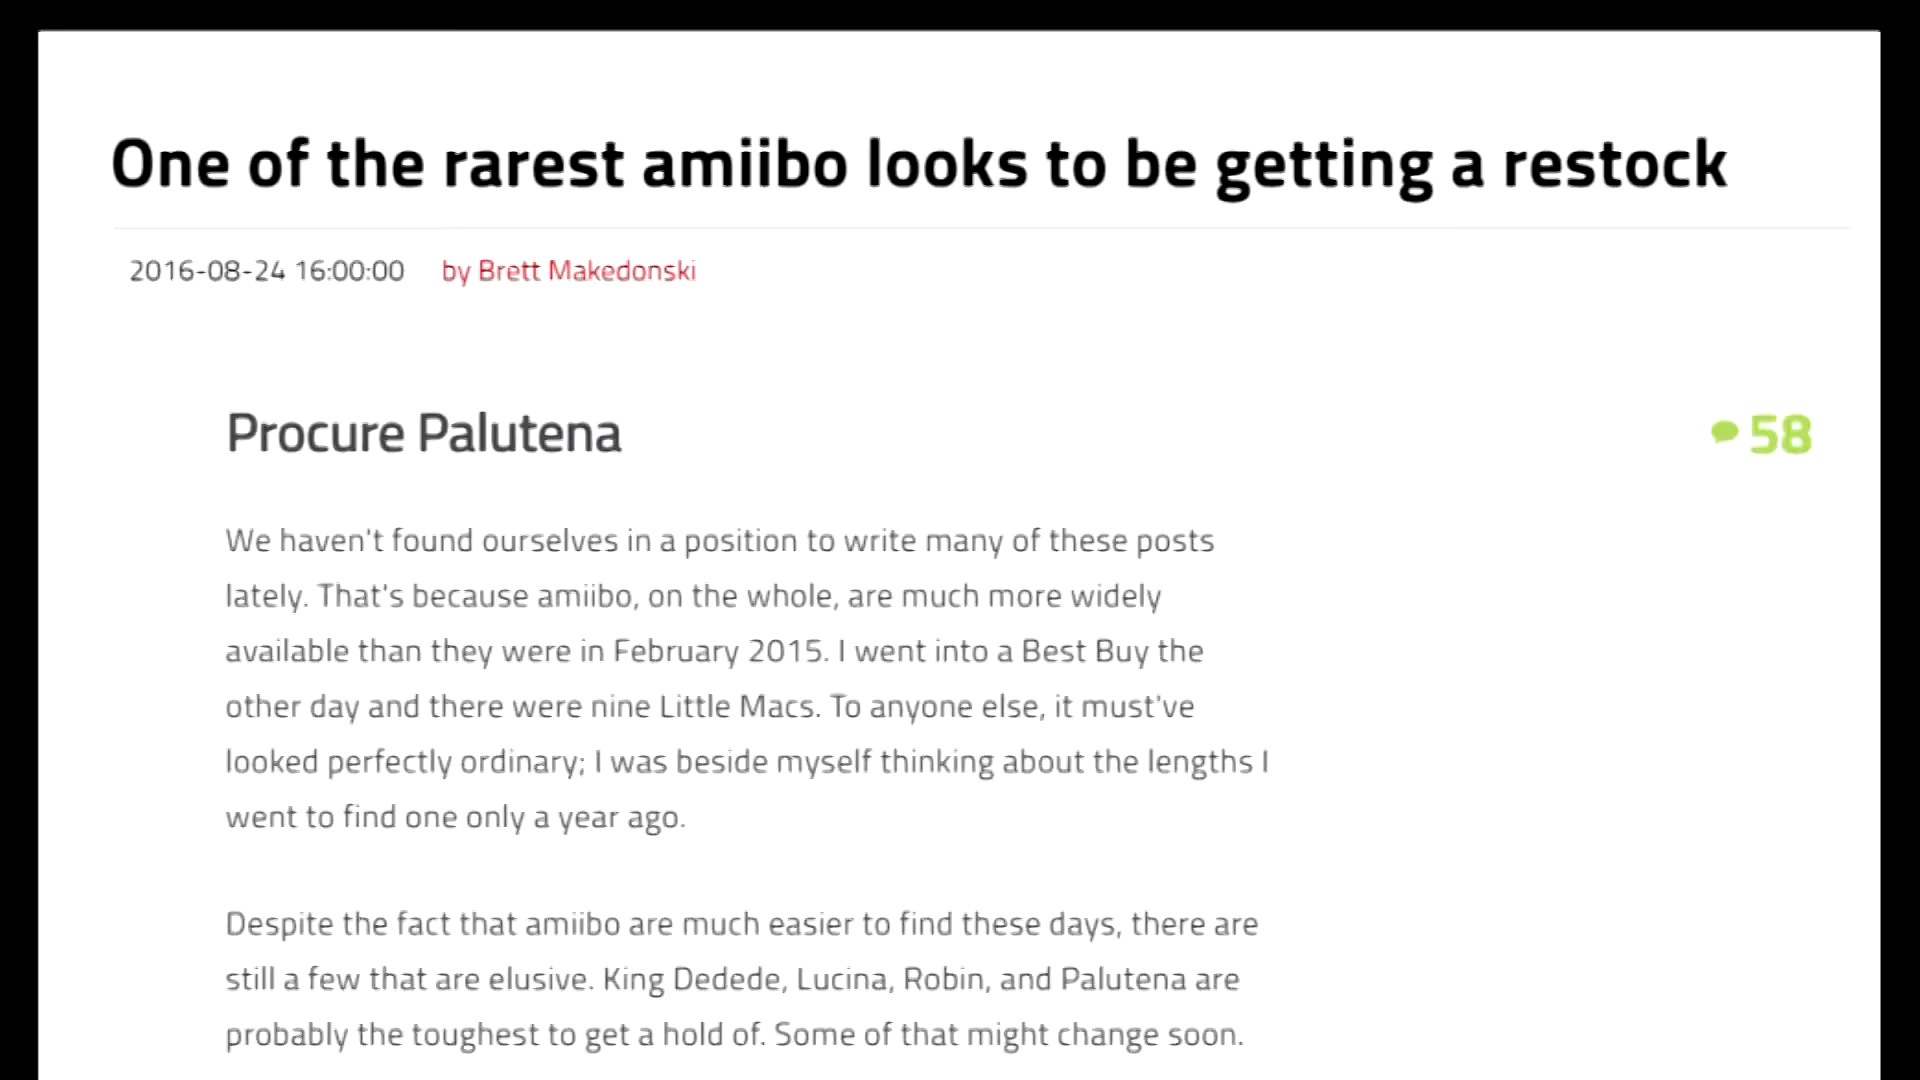 One of the rarest amiibo looks to be getting a restock
2016-08-24 16:00:00 by Brett Makedonski
Procure Palutena 58
We haven't found ourselves in a position to write many of these posts
lately. That's because amiibo, on the whole, are much more widely
available than they were in February 2015. I went into a Best Buy the
other day and there were nine Little Macs. To anyone else, it must've
looked perfectly ordinary; I was beside myself thinking about the lengths I
went to find one only a year ago.
Despite the fact that amiibo are much easier to find these days, there are
still a few that are elusive. King Dedede, Lucina, Robin, and Palutena are
probably the toughest to get a hold of. Some of that might change soon.